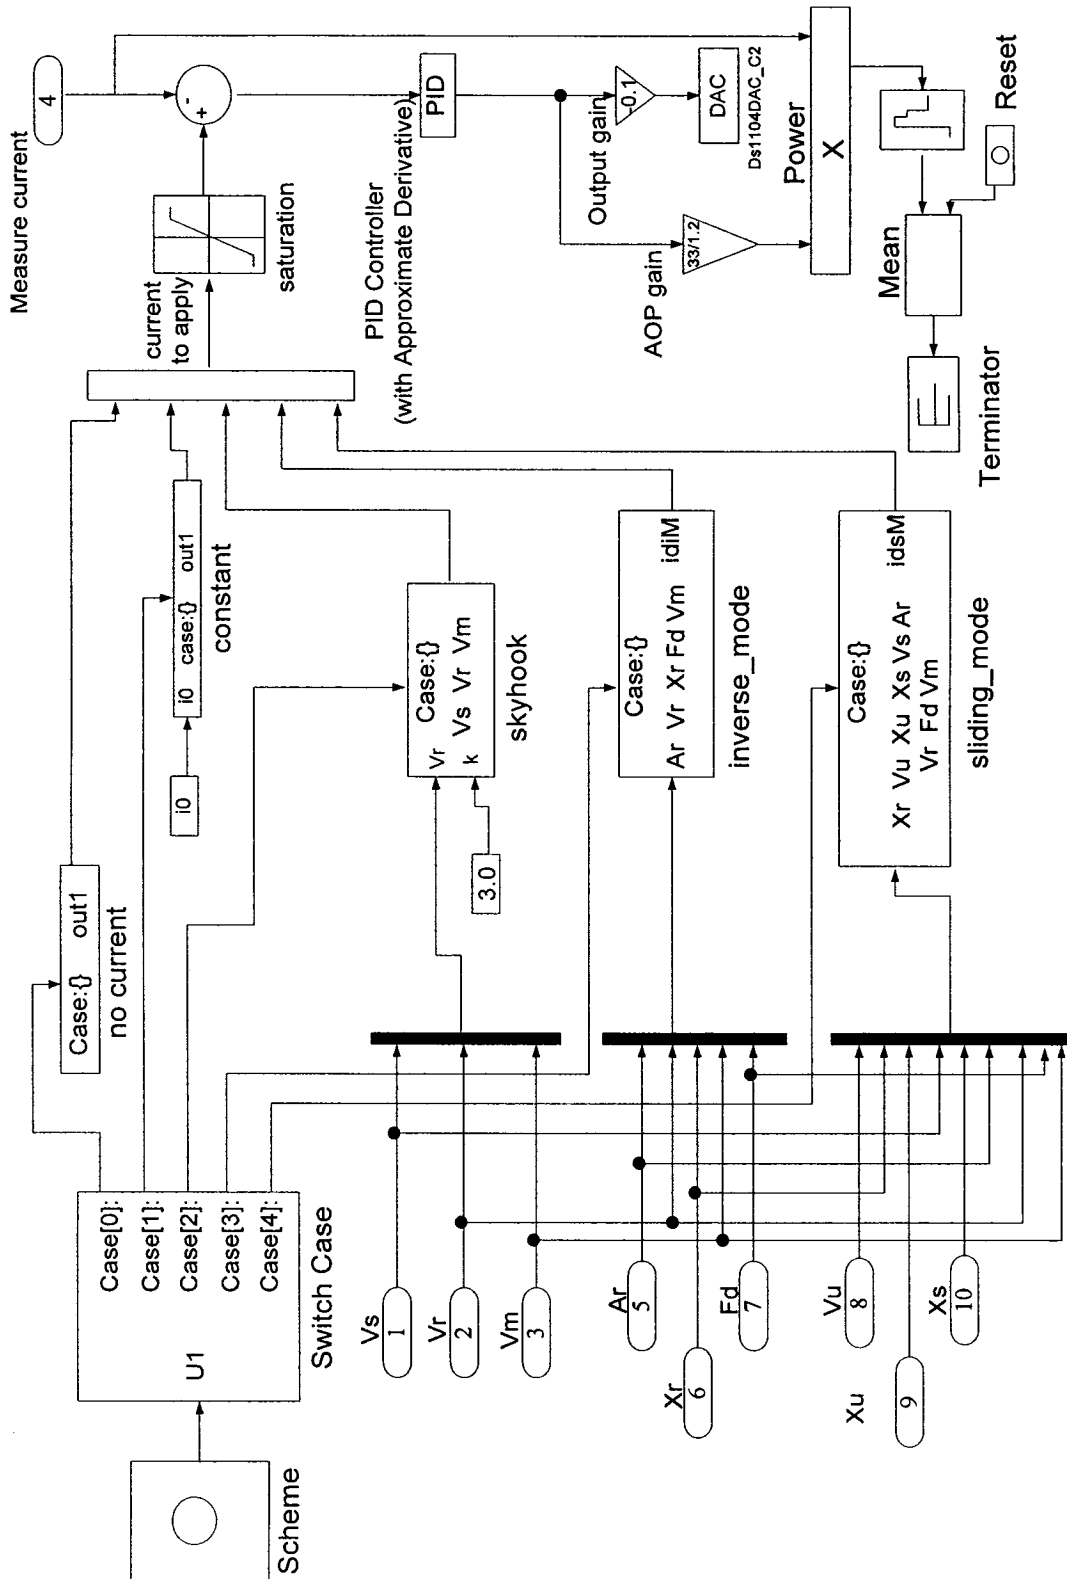 Scheme
U1
Case[0]:
Case[1]:
Case[2]:
Case[3]:
Case[4]:
Switch Case
Case:{} out1
no current
i0
i0 case:{} out1
constant
Vs
1
Vr
2
Vm
3
3.0
Vr
k
Case:{}
Vs Vr Vm
skyhook
Ar
5
Xr
6
Fd
7
Case:{}
Ar Vr Xr Fd Vm idiM
inverse_mode
Vu
8
Xu
9
Xs
10
Case:{}
Xr Vu Xu Xs Vs Ar
Vr Fd Vm
idsM
sliding_mode
current
to apply
saturation
Measure current
4
+
-
PID Controller
(with Approximate Derivative)
PID
Output gain
-0.1
DAC
Ds1104DAC_C2
AOP gain
33/1.2
Power
X
Reset
Mean
Terminator